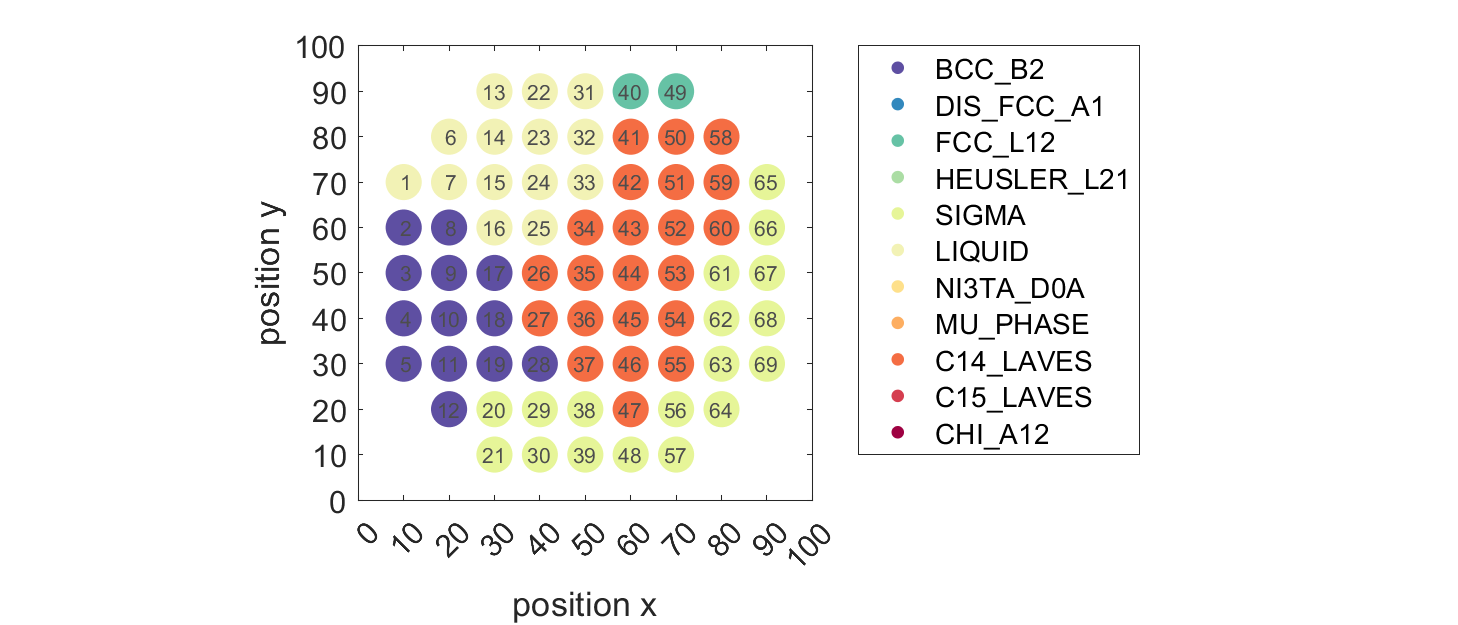 100
90
80
70
60
50
40
30
20
10
0
position y
13 22 31 40 49
6 14 23 32 41 50 58
1 7 15 24 33 42 51 59 65
2 8 16 25 34 43 52 60 66
3 9 17 26 35 44 53 61 67
4 10 18 27 36 45 54 62 68
5 11 19 28 37 46 55 63 69
12 20 29 38 47 56 64
21 30 39 48 57
0 10 20 30 40 50 60 70 80 90 100
position x
BCC_B2
DIS_FCC_A1
FCC_L12
HEUSLER_L21
SIGMA
LIQUID
NI3TA_D0A
MU_PHASE
C14_LAVES
C15_LAVES
CHI_A12